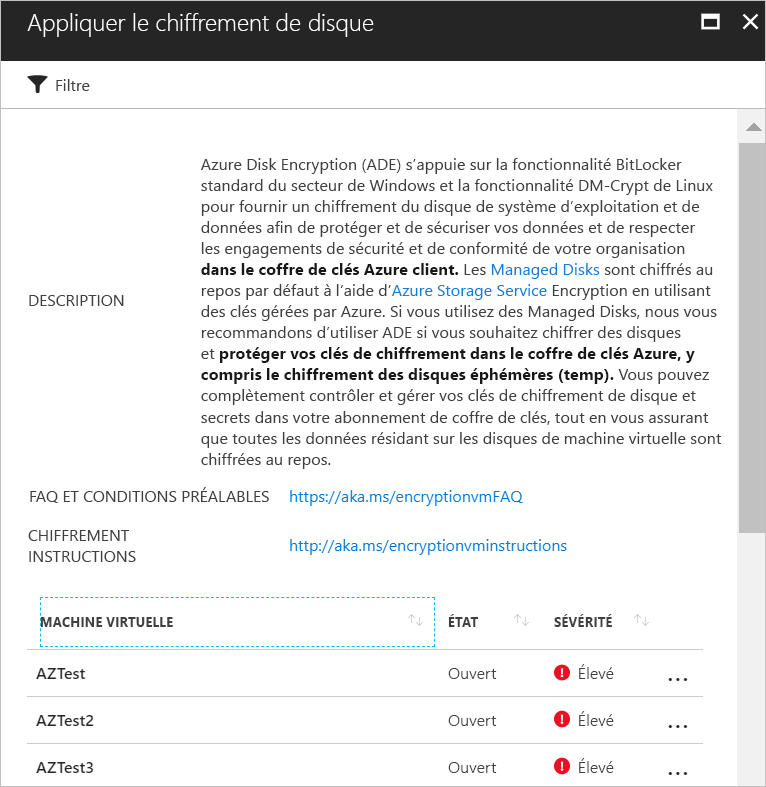 Appliquer le chiffrement de disque
Filtre
DESCRIPTION
Azure Disk Encryption (ADE) s’appuie sur la fonctionnalité BitLocker
standard du secteur de Windows et la fonctionnalité DM-Crypt de Linux
pour fournir un chiffrement du disque de système d’exploitation et de
données afin de protéger et de sécuriser vos données et de respecter
les engagements de sécurité et de conformité de votre organisation
dans le coffre de clés Azure client. Les Managed Disks sont chiffrés au
repos par défaut à l’aide d’Azure Storage Service Encryption en utilisant
des clés gérées par Azure. Si vous utilisez des Managed Disks, nous vous
recommandons d’utiliser ADE si vous souhaitez chiffrer des disques
et protéger vos clés de chiffrement dans le coffre de clés Azure, y
compris le chiffrement des disques éphémères (temp). Vous pouvez
complètement contrôler et gérer vos clés de chiffrement de disque et
secrets dans votre abonnement de coffre de clés, tout en vous assurant
que toutes les données résidant sur les disques de machine virtuelle sont
chiffrées au repos.
FAQ ET CONDITIONS PRÉALABLES https://aka.ms/encryptionvmFAQ
CHIFFREMENT
INSTRUCTIONS
http://aka.ms/encryptionvminstructions
MACHINE VIRTUELLE ÉTAT SÉVÉRITÉ
AZTest Ouvert Élevé ...
AZTest2 Ouvert Élevé ...
AZTest3 Ouvert Élevé ...